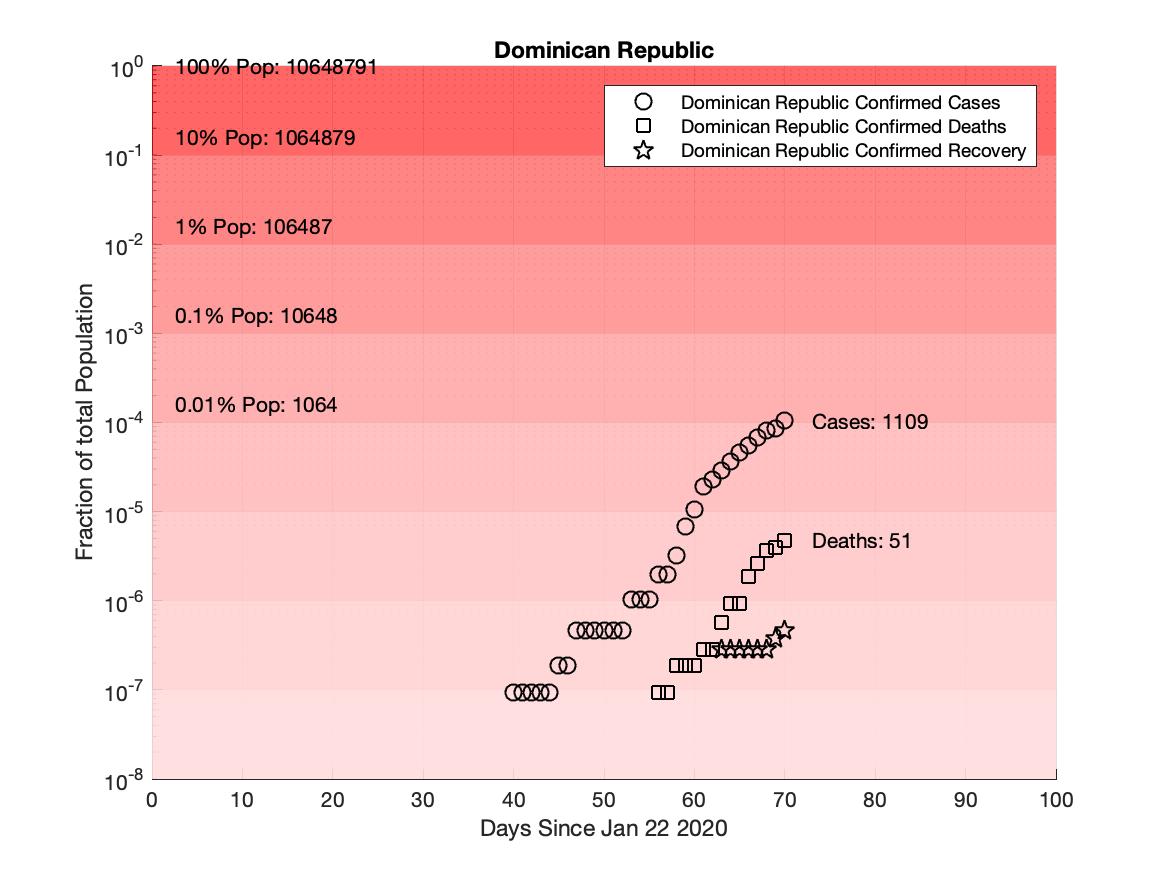 Dominican Republic
10^0
100% Pop: 10648791
Dominican Republic Confirmed Cases
Dominican Republic Confirmed Deaths
Dominican Republic Confirmed Recovery
10% Pop: 1064879
10^-1
1% Pop: 106487
10^-2
0.1% Pop: 10648
10^-3
0.01% Pop: 1064
10^-4
Cases: 1109
10^-5
Deaths: 51
10^-6
10^-7
10^-8
Fraction of total Population
0 10 20 30 40 50 60 70 80 90 100
Days Since Jan 22 2020